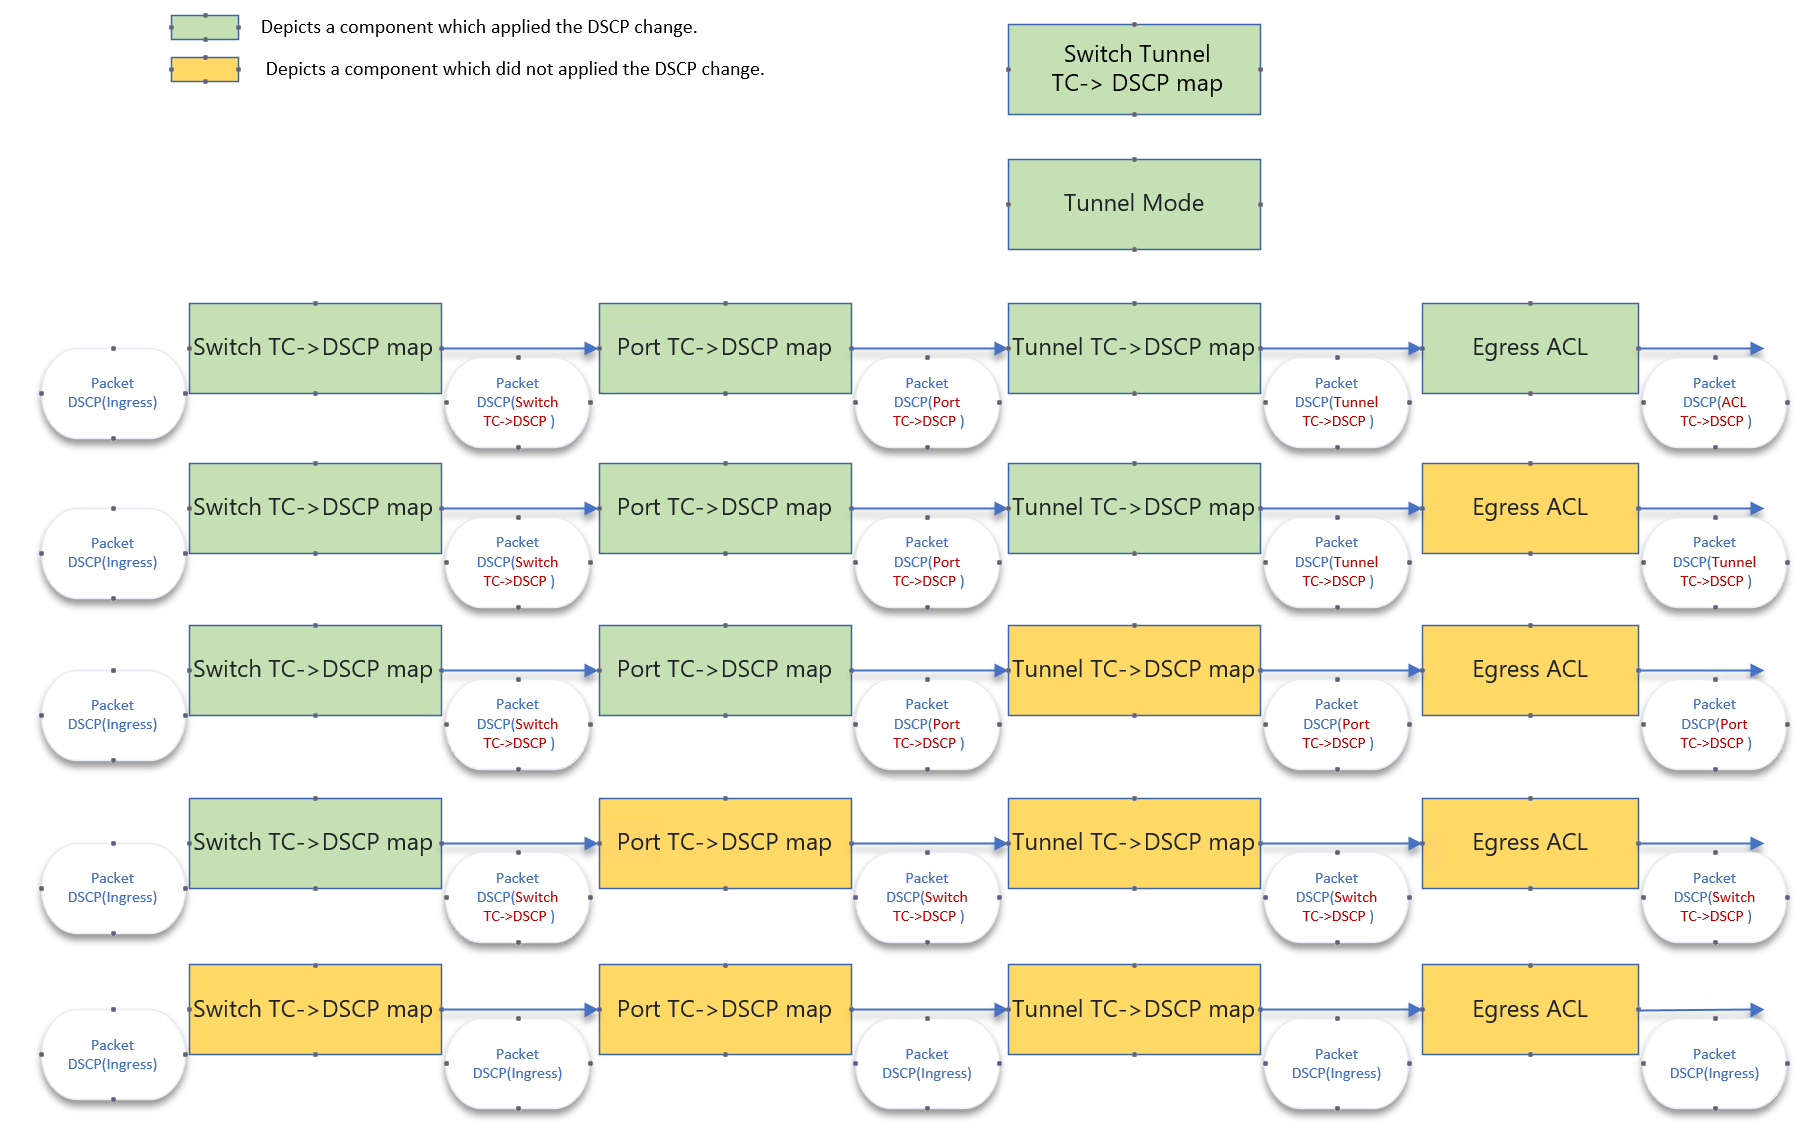 Depicts a component which applied the DSCP change.
Depicts a component which did not applied the DSCP change.
Switch Tunnel
TC-> DSCP map
Tunnel Mode
Switch TC->DSCP map
Port TC->DSCP map
Tunnel TC->DSCP map
Egress ACL
Packet
DSCP(Ingress)
Packet
DSCP(Switch
TC->DSCP )
Packet
DSCP(Port
TC->DSCP )
Packet
DSCP(Tunnel
TC->DSCP )
Packet
DSCP(ACL
TC->DSCP )
Switch TC->DSCP map
Port TC->DSCP map
Tunnel TC->DSCP map
Egress ACL
Packet
DSCP(Ingress)
Packet
DSCP(Switch
TC->DSCP )
Packet
DSCP(Port
TC->DSCP )
Packet
DSCP(Tunnel
TC->DSCP )
Packet
DSCP(Tunnel
TC->DSCP )
Switch TC->DSCP map
Port TC->DSCP map
Tunnel TC->DSCP map
Egress ACL
Packet
DSCP(Ingress)
Packet
DSCP(Switch
TC->DSCP )
Packet
DSCP(Port
TC->DSCP )
Packet
DSCP(Port
TC->DSCP )
Packet
DSCP(Port
TC->DSCP )
Switch TC->DSCP map
Port TC->DSCP map
Tunnel TC->DSCP map
Egress ACL
Packet
DSCP(Ingress)
Packet
DSCP(Switch
TC->DSCP )
Packet
DSCP(Switch
TC->DSCP )
Packet
DSCP(Switch
TC->DSCP )
Packet
DSCP(Switch
TC->DSCP )
Switch TC->DSCP map
Port TC->DSCP map
Tunnel TC->DSCP map
Egress ACL
Packet
DSCP(Ingress)
Packet
DSCP(Ingress)
Packet
DSCP(Ingress)
Packet
DSCP(Ingress)
Packet
DSCP(Ingress)